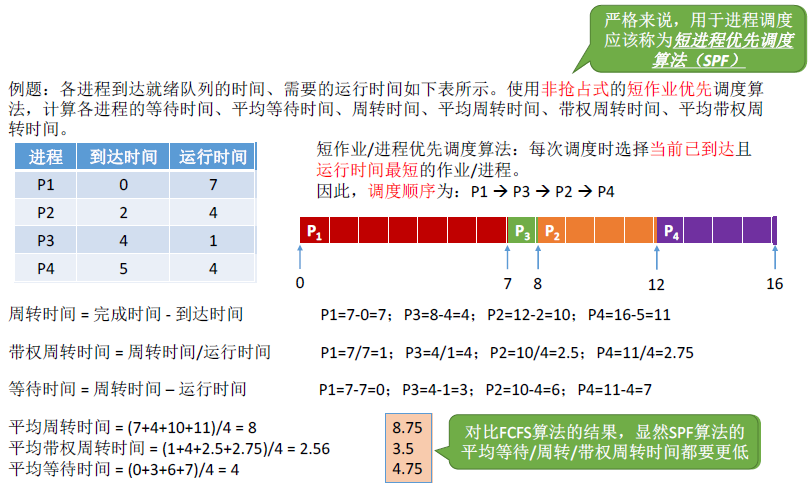 严格来说，用于进程调度
应该称为短进程优先调度
算法（SPF）
例题：各进程到达就绪队列的时间、需要的运行时间如下表所示。使用非抢占式的短作业优先调度算
法，计算各进程的等待时间、平均等待时间、周转时间、平均周转时间、带权周转时间、平均带权周
转时间。
进程 到达时间 运行时间
P1 0 7
P2 2 4
P3 4 1
P4 5 4
短作业/进程优先调度算法：每次调度时选择当前已到达且
运行时间最短的作业/进程。
因此，调度顺序为：P1 → P3 → P2 → P4
P1 P3 P2 P4
0 7 8 12 16
周转时间 = 完成时间 - 到达时间 P1=7-0=7；P3=8-4=4；P2=12-2=10；P4=16-5=11
带权周转时间 = 周转时间/运行时间 P1=7/7=1；P3=4/1=4；P2=10/4=2.5；P4=11/4=2.75
等待时间 = 周转时间 – 运行时间 P1=7-7=0；P3=4-1=3；P2=10-4=6；P4=11-4=7
平均周转时间 = (7+4+10+11)/4 = 8 8.75
平均带权周转时间 = (1+4+2.5+2.75)/4 = 2.56 3.5
平均等待时间 = (0+3+6+7)/4 = 4 4.75
对比FCFS算法的结果，显然SPF算法的
平均等待/周转/带权周转时间都要更低